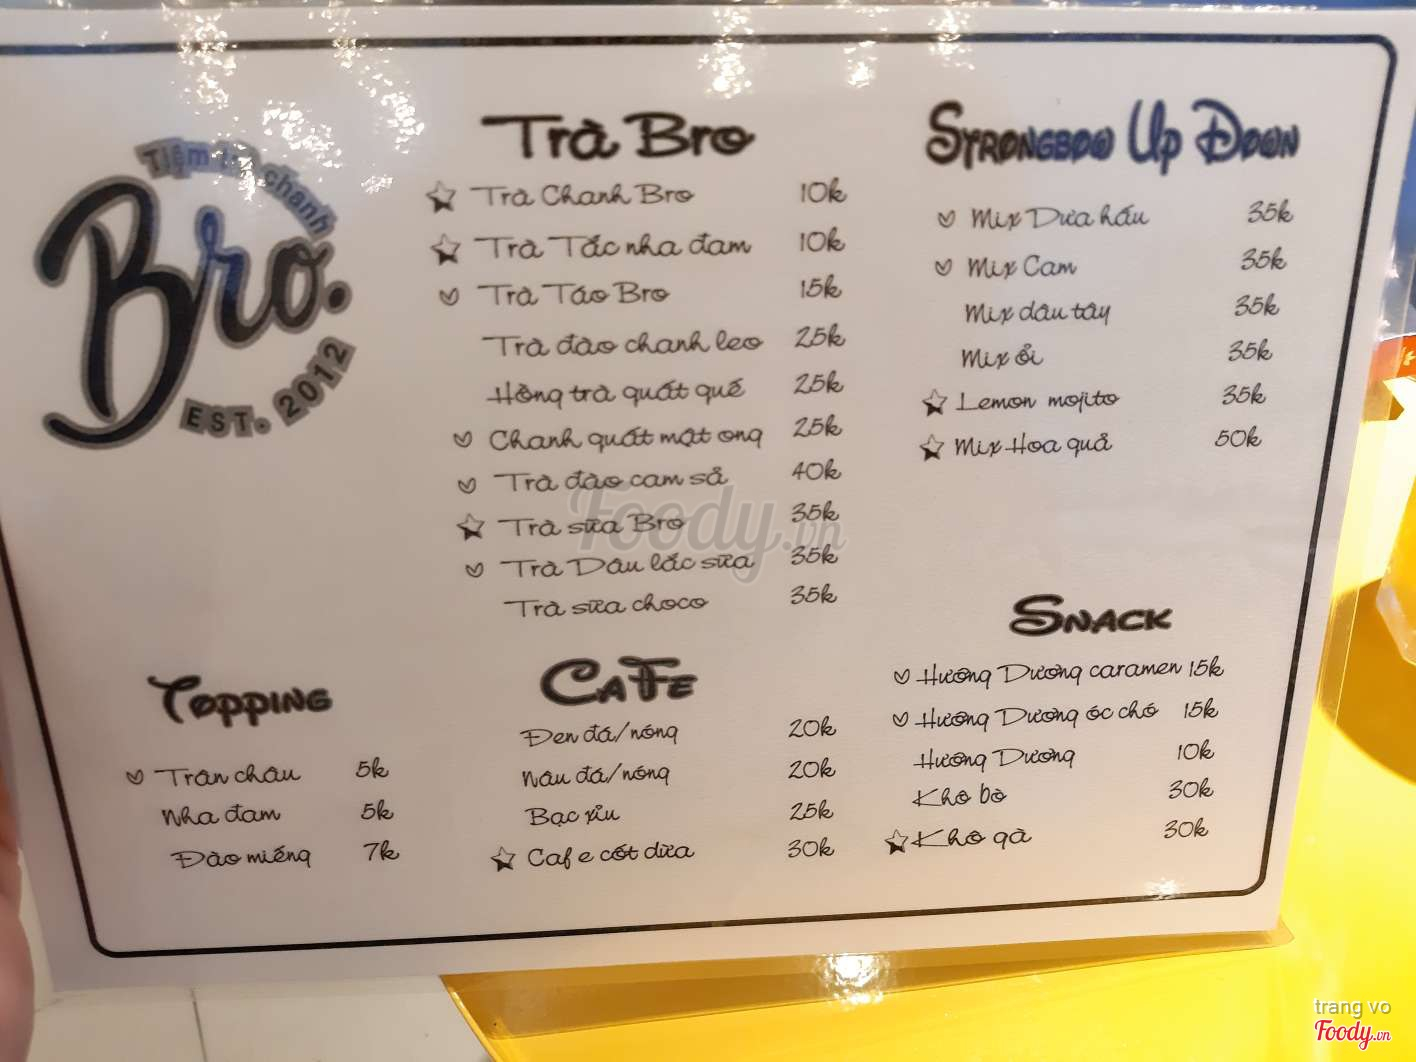 Tiệm trà chanh
Bro.
EST. 2012
Trà Bro
Trà Chanh Bro 10k
Trà Tắc nha đam 10k
Trà Táo Bro 15k
Trà đào chanh leo 25k
Hồng trà quất quế 25k
Chanh quất mật ong 25k
Trà đào cam sả 40k
Trà sữa Bro 35k
Trà Dâu lắc sữa 35k
Trà sữa choco 35k
Strongbow Up Down
Mix Dưa hấu 35k
Mix Cam 35k
Mix dâu tây 35k
Mix ổi 35k
Lemon mojito 35k
Mix Hoa quả 50k
Topping
Trân châu 5k
Nha đam 5k
Đào miếng 7k
Caffe
Đen đá/nóng 20k
Nâu đá/nóng 20k
Bạc xỉu 25k
Cafe cốt dừa 30k
Snack
Hướng Dương caramen 15k
Hướng Dương óc chó 15k
Hướng Dương 10k
Khô bò 30k
Khô gà 30k
Foody.vn
trang vo
Foody.vn